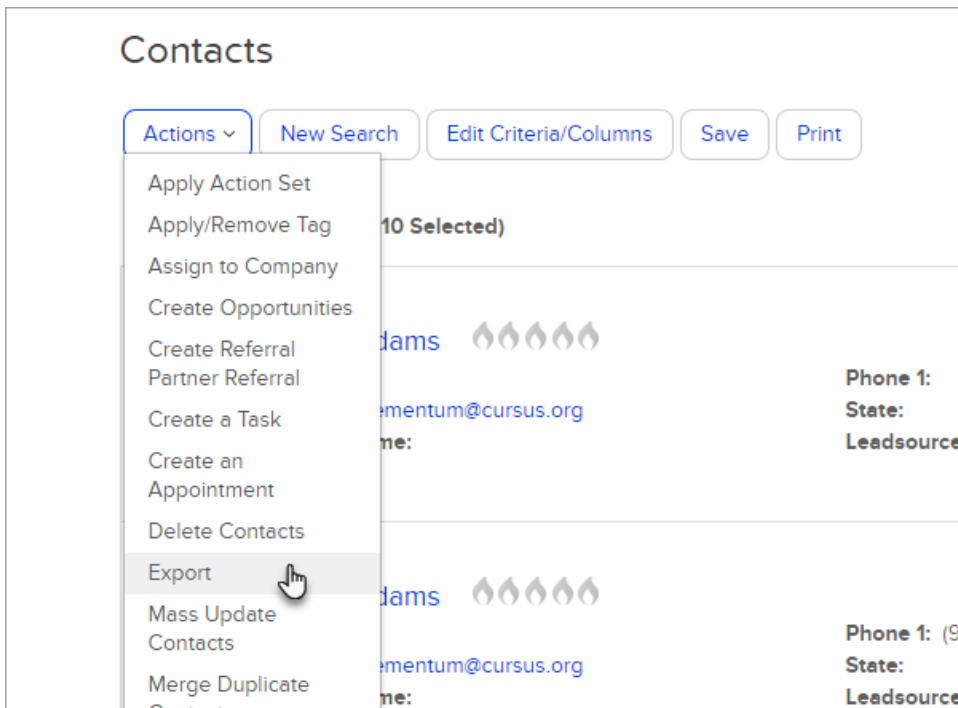 Contacts
Actions New Search Edit Criteria/Columns Save Print
Apply Action Set
Apply/Remove Tag
10 Selected)
Assign to Company
Create Opportunities
Create Referral
Partner Referral
Create a Task
Create an
Appointment
Delete Contacts
Export
Mass Update
Contacts
Merge Duplicate
dams
Phone 1:
ementum@cursus.org
State:
me:
Leadsource
dams
Phone 1: (9
ementum@cursus.org
State:
me:
Leadsource